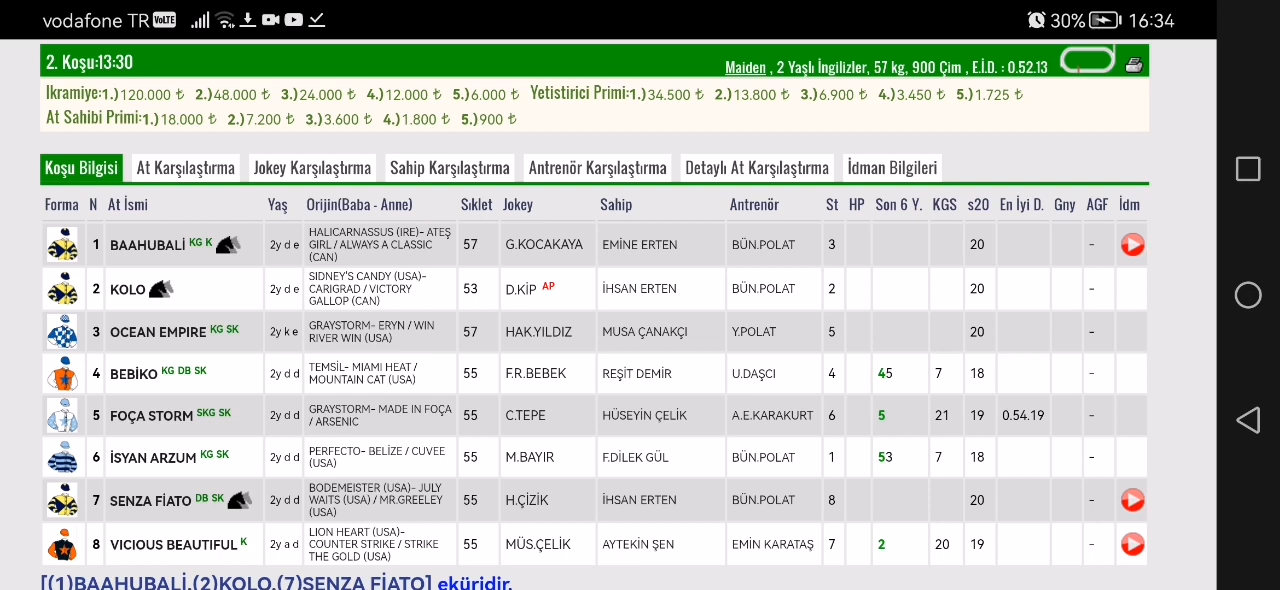 vodafone TR VoLTE 30% 16:34
2. Koşu:13:30
Maiden , 2 Yaşlı İngilizler, 57 kg, 900 Çim , E.İ.D. : 0.52.13
Ikramiye:1.)120.000 ₺ 2.)48.000 ₺ 3.)24.000 ₺ 4.)12.000 ₺ 5.)6.000 ₺ Yetistirici Primi:1.)34.500 ₺ 2.)13.800 ₺ 3.)6.900 ₺ 4.)3.450 ₺ 5.)1.725 ₺
At Sahibi Primi:1.)18.000 ₺ 2.)7.200 ₺ 3.)3.600 ₺ 4.)1.800 ₺ 5.)900 ₺
Koşu Bilgisi At Karşılaştırma Jokey Karşılaştırma Sahip Karşılaştırma Antrenör Karşılaştırma Detaylı At Karşılaştırma İdman Bilgileri
Forma N At İsmi Yaş Orijin(Baba - Anne) Sıklet Jokey Sahip Antrenör St HP Son 6 Y. KGS s20 En İyi D. Gny AGF İdm
HALICARNASSUS (IRE)- ATEŞ
1 BAAHUBALİ KG K 2y d e GIRL / ALWAYS A CLASSIC 57 G.KOCAKAYA EMİNE ERTEN BÜN.POLAT 3 20 -
(CAN)
SIDNEY'S CANDY (USA)-
2 KOLO 2y d e CARIGRAD / VICTORY 53 D.KİP AP İHSAN ERTEN BÜN.POLAT 2 20 -
GALLOP (CAN)
3 OCEAN EMPIRE KG SK 2y k e GRAYSTORM- ERYN / WIN 57 HAK.YILDIZ MUSA ÇANAKÇI Y.POLAT 5 20 -
RIVER WIN (USA)
4 BEBİKO KG DB SK 2y d d TEMSİL- MIAMI HEAT / 55 F.R.BEBEK REŞİT DEMİR U.DAŞCI 4 45 7 18 -
MOUNTAIN CAT (USA)
5 FOÇA STORM SKG SK 2y d d GRAYSTORM- MADE IN FOÇA 55 C.TEPE HÜSEYİN ÇELİK A.E.KARAKURT 6 5 21 19 0.54.19 -
/ ARSENIC
6 İSYAN ARZUM KG SK 2y d d PERFECTO- BELİZE / CUVEE 55 M.BAYIR F.DİLEK GÜL BÜN.POLAT 1 53 7 18 -
(USA)
BODEMEISTER (USA)- JULY
7 SENZA FİATO DB SK 2y d d WAITS (USA) / MR.GREELEY 55 H.ÇİZİK İHSAN ERTEN BÜN.POLAT 8 20 -
(USA)
LION HEART (USA)-
8 VICIOUS BEAUTIFUL K 2y a d COUNTER STRIKE / STRIKE 55 MÜS.ÇELİK AYTEKİN ŞEN EMİN KARATAŞ 7 2 20 19 -
THE GOLD (USA)
[(1)BAAHUBALİ,(2)KOLO,(7)SENZA FİATO] eküridir.